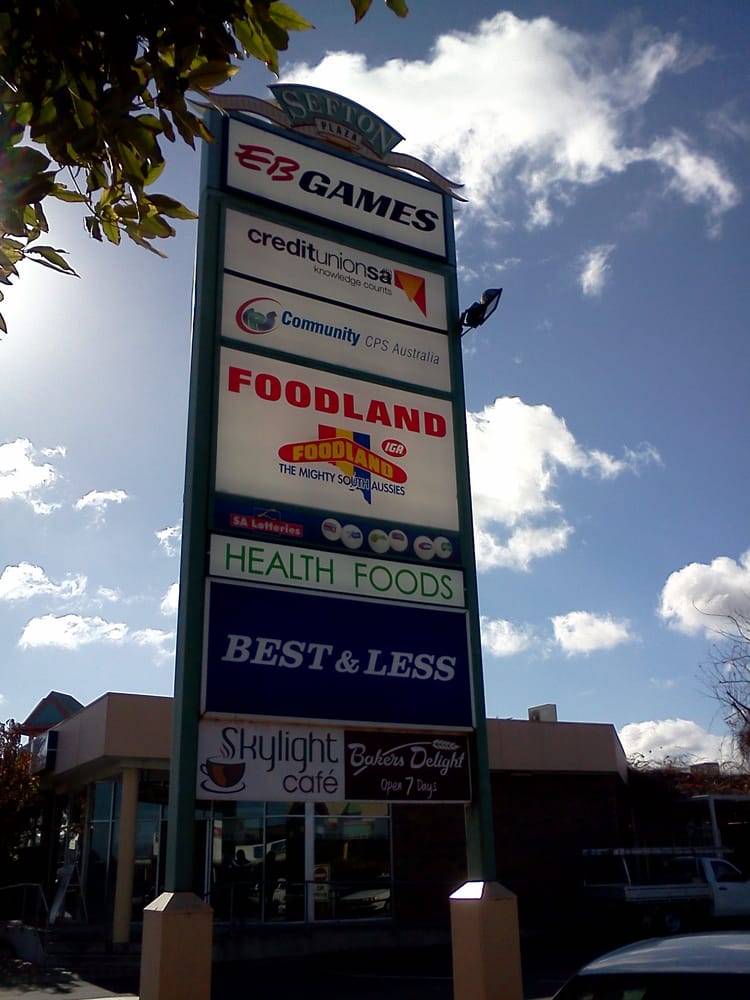 SEFTON
PLAZA
EB GAMES
creditunionsa
knowledge counts
Community CPS Australia
FOODLAND
IGA
FOODLAND
THE MIGHTY SOUTH AUSSIES
SA Lotteries
HEALTH FOODS
BEST & LESS
Skylight
café
Bakers Delight
Open 7 Days